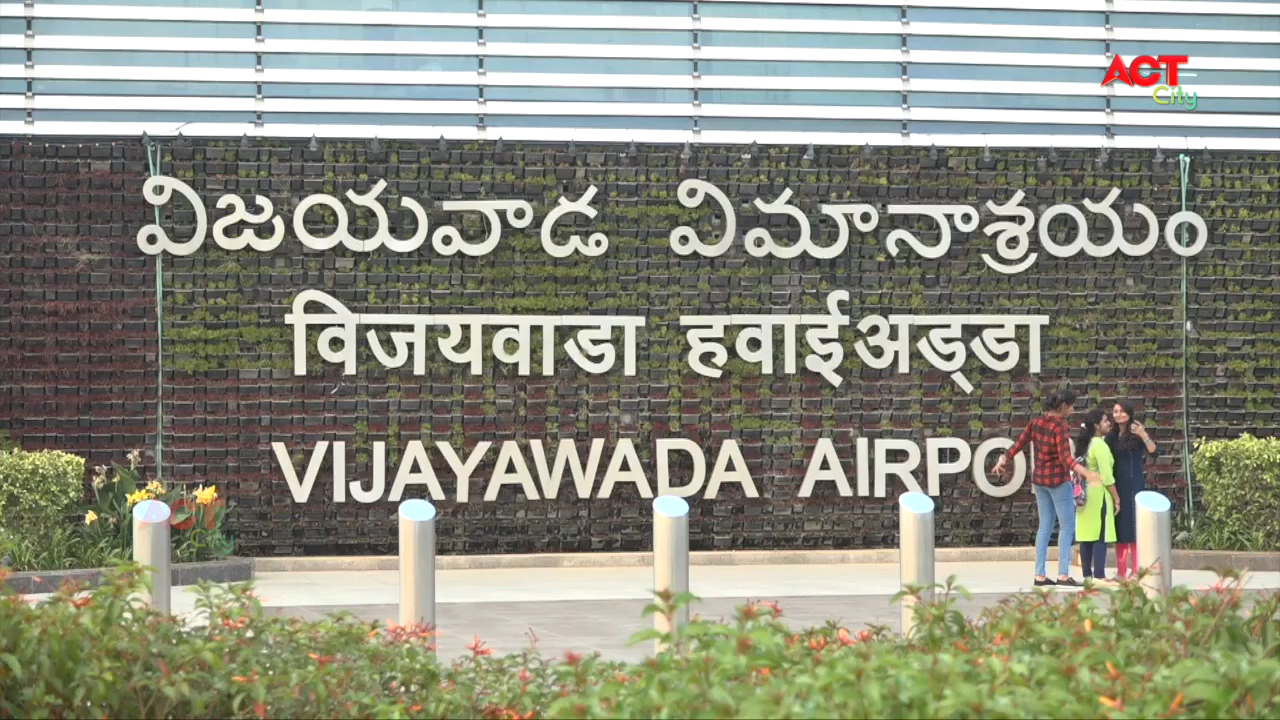 ACT
City
విజయవాడ విమానాశ్రయం
विजयवाडा हवाईअड्डा
VIJAYAWADA AIRPO